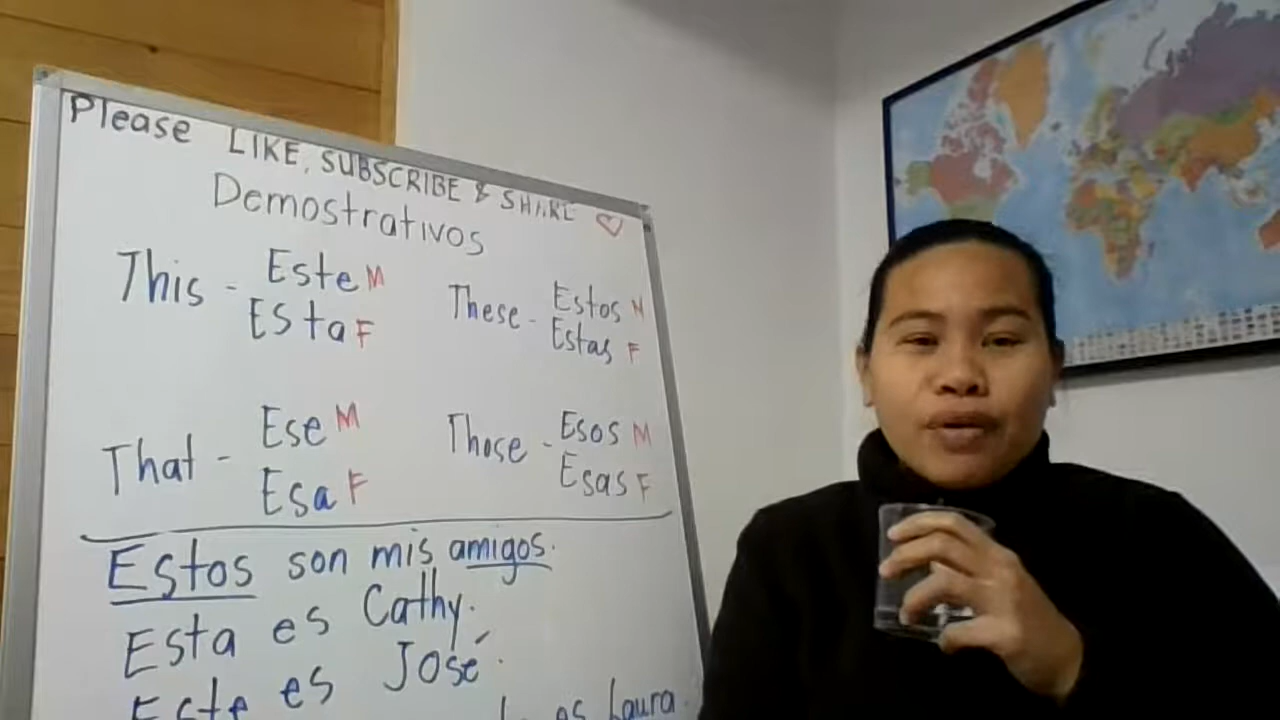 Please LIKE, SUBSCRIBE & SHARE ♡
Demostrativos
This - Este M
Esta F
These - Estos M
Estas F
That - Ese M
Esa F
Those - Esos M
Esas F
Estos son mis amigos.
Esta es Cathy.
Este es José.
es Laura.